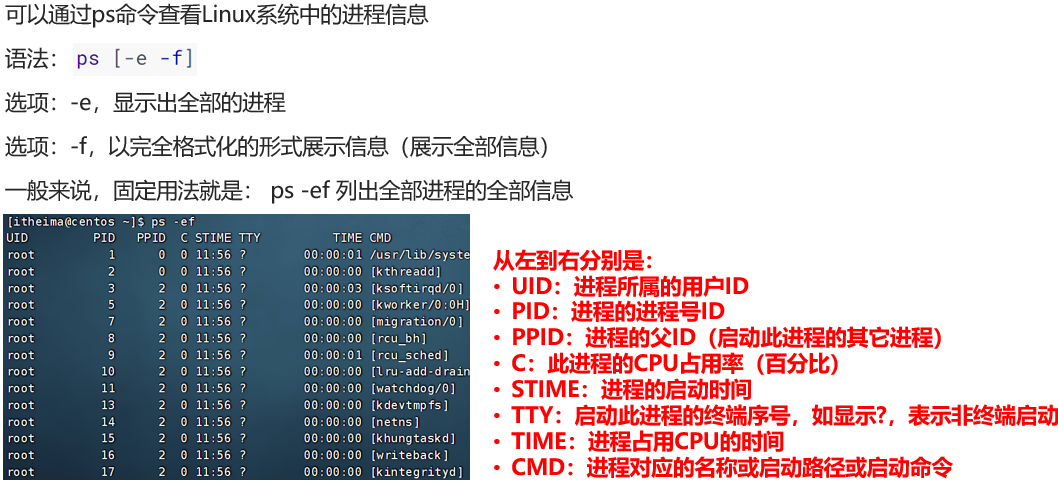 可以通过ps命令查看Linux系统中的进程信息
语法： ps [-e -f]
选项：-e，显示出全部的进程
选项：-f，以完全格式化的形式展示信息（展示全部信息）
一般来说，固定用法就是： ps -ef 列出全部进程的全部信息
[itheima@centos ~]$ ps -ef
UID PID PPID C STIME TTY TIME CMD
root 1 0 0 11:56 ? 00:00:01 /usr/lib/syste
root 2 0 0 11:56 ? 00:00:00 [kthreadd]
root 3 2 0 11:56 ? 00:00:03 [ksoftirqd/0]
root 5 2 0 11:56 ? 00:00:00 [kworker/0:0H]
root 7 2 0 11:56 ? 00:00:00 [migration/0]
root 8 2 0 11:56 ? 00:00:00 [rcu_bh]
root 9 2 0 11:56 ? 00:00:01 [rcu_sched]
root 10 2 0 11:56 ? 00:00:00 [lru-add-drain
root 11 2 0 11:56 ? 00:00:00 [watchdog/0]
root 13 2 0 11:56 ? 00:00:00 [kdevtmpfs]
root 14 2 0 11:56 ? 00:00:00 [netns]
root 15 2 0 11:56 ? 00:00:00 [khungtaskd]
root 16 2 0 11:56 ? 00:00:00 [writeback]
root 17 2 0 11:56 ? 00:00:00 [kintegrityd]
从左到右分别是：
• UID：进程所属的用户ID
• PID：进程的进程号ID
• PPID：进程的父ID（启动此进程的其它进程）
• C：此进程的CPU占用率（百分比）
• STIME：进程的启动时间
• TTY：启动此进程的终端序号，如显示?，表示非终端启动
• TIME：进程占用CPU的时间
• CMD：进程对应的名称或启动路径或启动命令